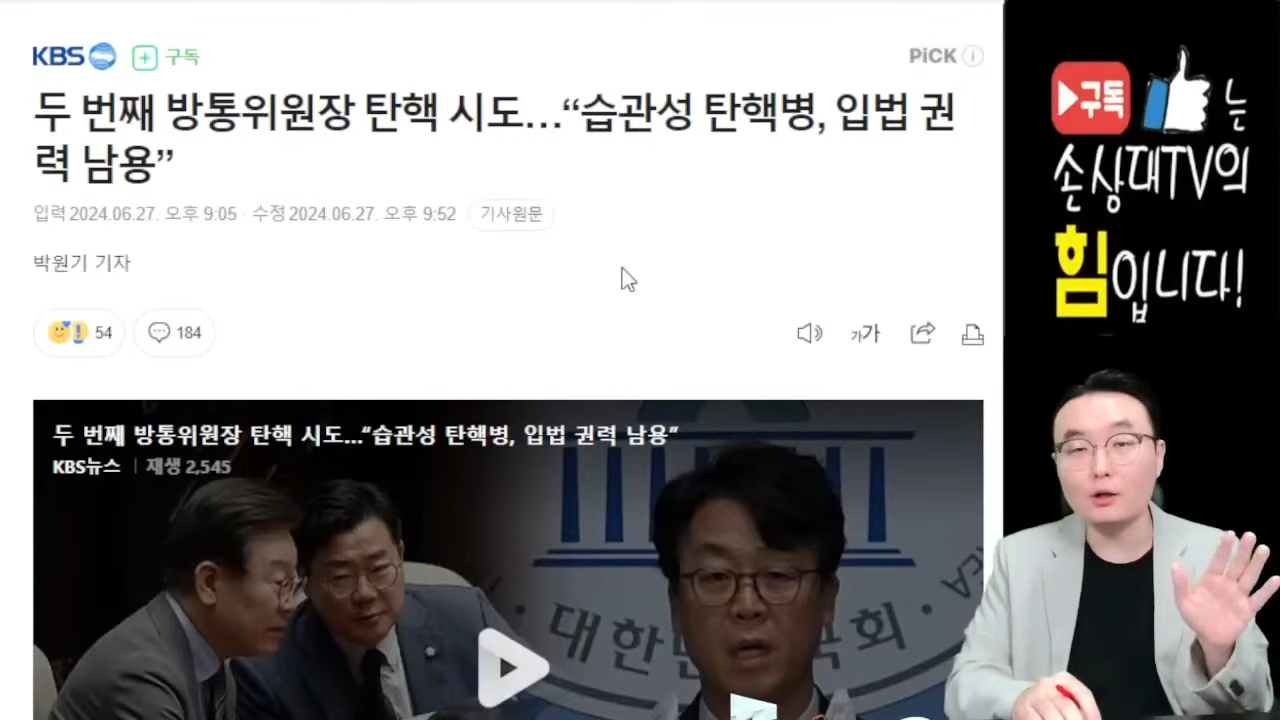 KBS 구독
PiCK
두 번째 방통위원장 탄핵 시도…“습관성 탄핵병, 입법 권
력 남용”
입력 2024.06.27. 오후 9:05 · 수정 2024.06.27. 오후 9:52 기사원문
박원기 기자
54 184
가가
두 번째 방통위원장 탄핵 시도…“습관성 탄핵병, 입법 권력 남용”
KBS뉴스 | 재생 2,545
대한민 국회
구독 는
손상대TV의
힘입니다!